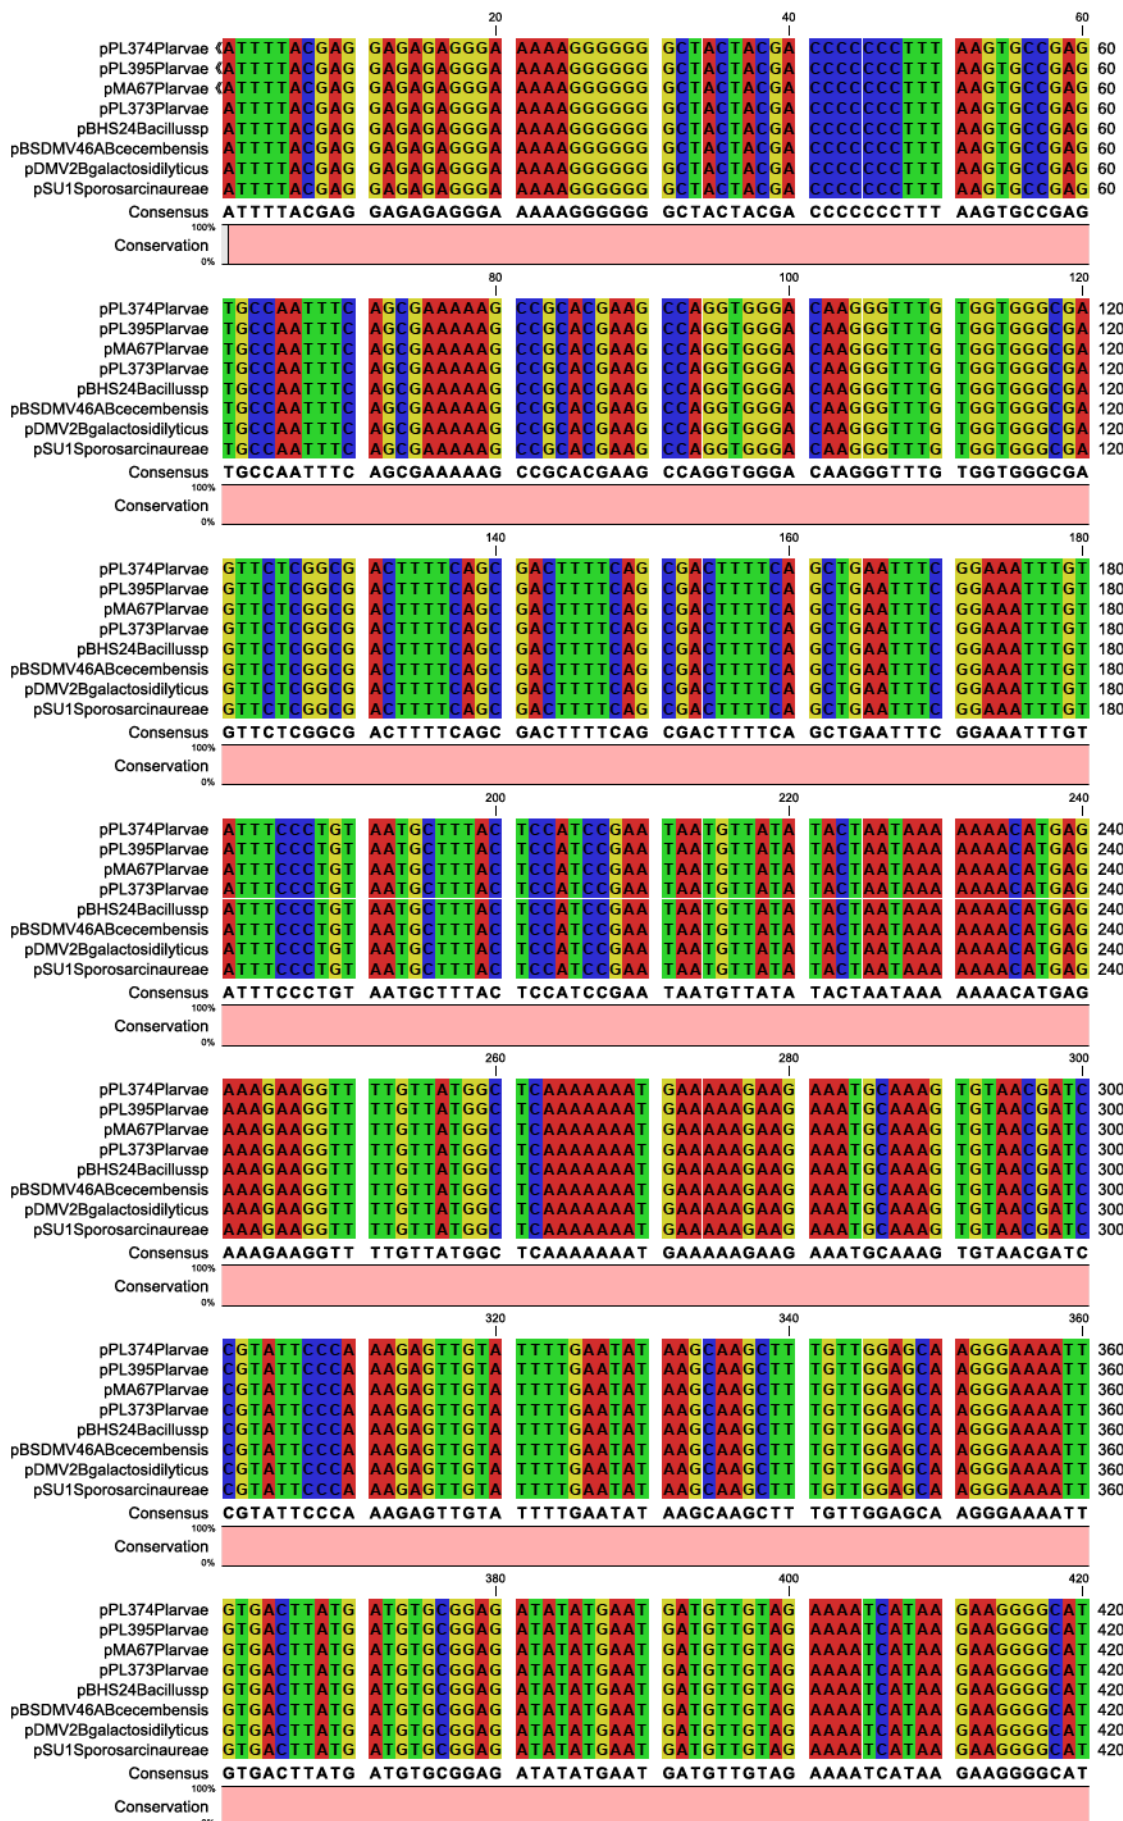 20 40 60
pPL374Plarvae ATTTTACGAG GAGAGAGGGA AAAAGGGGGG GCTACTACGA CCCCCCCTTT AAGTGCCGAG 60
pPL395Plarvae ATTTTACGAG GAGAGAGGGA AAAAGGGGGG GCTACTACGA CCCCCCCTTT AAGTGCCGAG 60
pMA67Plarvae ATTTTACGAG GAGAGAGGGA AAAAGGGGGG GCTACTACGA CCCCCCCTTT AAGTGCCGAG 60
pPL373Plarvae ATTTTACGAG GAGAGAGGGA AAAAGGGGGG GCTACTACGA CCCCCCCTTT AAGTGCCGAG 60
pBHS24Bacillussp ATTTTACGAG GAGAGAGGGA AAAAGGGGGG GCTACTACGA CCCCCCCTTT AAGTGCCGAG 60
pBSDMV46ABcecembensis ATTTTACGAG GAGAGAGGGA AAAAGGGGGG GCTACTACGA CCCCCCCTTT AAGTGCCGAG 60
pDMV2Bgalactosidilyticus ATTTTACGAG GAGAGAGGGA AAAAGGGGGG GCTACTACGA CCCCCCCTTT AAGTGCCGAG 60
pSU1Sporosarcinaureae ATTTTACGAG GAGAGAGGGA AAAAGGGGGG GCTACTACGA CCCCCCCTTT AAGTGCCGAG 60
Consensus ATTTTACGAG GAGAGAGGGA AAAAGGGGGG GCTACTACGA CCCCCCCTTT AAGTGCCGAG
100%
Conservation
0%
80 100 120
pPL374Plarvae TGCCAATTTC AGCGAAAAAG CCGCACGAAG CCAGGTGGGA CAAGGGTTTG TGGTGGGCGA 120
pPL395Plarvae TGCCAATTTC AGCGAAAAAG CCGCACGAAG CCAGGTGGGA CAAGGGTTTG TGGTGGGCGA 120
pMA67Plarvae TGCCAATTTC AGCGAAAAAG CCGCACGAAG CCAGGTGGGA CAAGGGTTTG TGGTGGGCGA 120
pPL373Plarvae TGCCAATTTC AGCGAAAAAG CCGCACGAAG CCAGGTGGGA CAAGGGTTTG TGGTGGGCGA 120
pBHS24Bacillussp TGCCAATTTC AGCGAAAAAG CCGCACGAAG CCAGGTGGGA CAAGGGTTTG TGGTGGGCGA 120
pBSDMV46ABcecembensis TGCCAATTTC AGCGAAAAAG CCGCACGAAG CCAGGTGGGA CAAGGGTTTG TGGTGGGCGA 120
pDMV2Bgalactosidilyticus TGCCAATTTC AGCGAAAAAG CCGCACGAAG CCAGGTGGGA CAAGGGTTTG TGGTGGGCGA 120
pSU1Sporosarcinaureae TGCCAATTTC AGCGAAAAAG CCGCACGAAG CCAGGTGGGA CAAGGGTTTG TGGTGGGCGA 120
Consensus TGCCAATTTC AGCGAAAAAG CCGCACGAAG CCAGGTGGGA CAAGGGTTTG TGGTGGGCGA
100%
Conservation
0%
140 160 180
pPL374Plarvae GTTCTCGGCG ACTTTTCAGC GACTTTTCAG CGACTTTTCA GCTGAATTTC GGAAATTTGT 180
pPL395Plarvae GTTCTCGGCG ACTTTTCAGC GACTTTTCAG CGACTTTTCA GCTGAATTTC GGAAATTTGT 180
pMA67Plarvae GTTCTCGGCG ACTTTTCAGC GACTTTTCAG CGACTTTTCA GCTGAATTTC GGAAATTTGT 180
pPL373Plarvae GTTCTCGGCG ACTTTTCAGC GACTTTTCAG CGACTTTTCA GCTGAATTTC GGAAATTTGT 180
pBHS24Bacillussp GTTCTCGGCG ACTTTTCAGC GACTTTTCAG CGACTTTTCA GCTGAATTTC GGAAATTTGT 180
pBSDMV46ABcecembensis GTTCTCGGCG ACTTTTCAGC GACTTTTCAG CGACTTTTCA GCTGAATTTC GGAAATTTGT 180
pDMV2Bgalactosidilyticus GTTCTCGGCG ACTTTTCAGC GACTTTTCAG CGACTTTTCA GCTGAATTTC GGAAATTTGT 180
pSU1Sporosarcinaureae GTTCTCGGCG ACTTTTCAGC GACTTTTCAG CGACTTTTCA GCTGAATTTC GGAAATTTGT 180
Consensus GTTCTCGGCG ACTTTTCAGC GACTTTTCAG CGACTTTTCA GCTGAATTTC GGAAATTTGT
100%
Conservation
0%
200 220 240
pPL374Plarvae ATTTCCCTGT AATGCTTTAC TCCATCCGAA TAATGTTATA TACTAATAAA AAAACATGAG 240
pPL395Plarvae ATTTCCCTGT AATGCTTTAC TCCATCCGAA TAATGTTATA TACTAATAAA AAAACATGAG 240
pMA67Plarvae ATTTCCCTGT AATGCTTTAC TCCATCCGAA TAATGTTATA TACTAATAAA AAAACATGAG 240
pPL373Plarvae ATTTCCCTGT AATGCTTTAC TCCATCCGAA TAATGTTATA TACTAATAAA AAAACATGAG 240
pBHS24Bacillussp ATTTCCCTGT AATGCTTTAC TCCATCCGAA TAATGTTATA TACTAATAAA AAAACATGAG 240
pBSDMV46ABcecembensis ATTTCCCTGT AATGCTTTAC TCCATCCGAA TAATGTTATA TACTAATAAA AAAACATGAG 240
pDMV2Bgalactosidilyticus ATTTCCCTGT AATGCTTTAC TCCATCCGAA TAATGTTATA TACTAATAAA AAAACATGAG 240
pSU1Sporosarcinaureae ATTTCCCTGT AATGCTTTAC TCCATCCGAA TAATGTTATA TACTAATAAA AAAACATGAG 240
Consensus ATTTCCCTGT AATGCTTTAC TCCATCCGAA TAATGTTATA TACTAATAAA AAAACATGAG
100%
Conservation
0%
260 280 300
pPL374Plarvae AAAGAAGGTT TTGTTATGGC TCAAAAAAAT GAAAAAGAAG AAATGCAAAG TGTAACGATC 300
pPL395Plarvae AAAGAAGGTT TTGTTATGGC TCAAAAAAAT GAAAAAGAAG AAATGCAAAG TGTAACGATC 300
pMA67Plarvae AAAGAAGGTT TTGTTATGGC TCAAAAAAAT GAAAAAGAAG AAATGCAAAG TGTAACGATC 300
pPL373Plarvae AAAGAAGGTT TTGTTATGGC TCAAAAAAAT GAAAAAGAAG AAATGCAAAG TGTAACGATC 300
pBHS24Bacillussp AAAGAAGGTT TTGTTATGGC TCAAAAAAAT GAAAAAGAAG AAATGCAAAG TGTAACGATC 300
pBSDMV46ABcecembensis AAAGAAGGTT TTGTTATGGC TCAAAAAAAT GAAAAAGAAG AAATGCAAAG TGTAACGATC 300
pDMV2Bgalactosidilyticus AAAGAAGGTT TTGTTATGGC TCAAAAAAAT GAAAAAGAAG AAATGCAAAG TGTAACGATC 300
pSU1Sporosarcinaureae AAAGAAGGTT TTGTTATGGC TCAAAAAAAT GAAAAAGAAG AAATGCAAAG TGTAACGATC 300
Consensus AAAGAAGGTT TTGTTATGGC TCAAAAAAAT GAAAAAGAAG AAATGCAAAG TGTAACGATC
100%
Conservation
0%
320 340 360
pPL374Plarvae CGTATTCCCA AAGAGTTGTA TTTTGAATAT AAGCAAGCTT TGTTGGAGCA AGGGAAAATT 360
pPL395Plarvae CGTATTCCCA AAGAGTTGTA TTTTGAATAT AAGCAAGCTT TGTTGGAGCA AGGGAAAATT 360
pMA67Plarvae CGTATTCCCA AAGAGTTGTA TTTTGAATAT AAGCAAGCTT TGTTGGAGCA AGGGAAAATT 360
pPL373Plarvae CGTATTCCCA AAGAGTTGTA TTTTGAATAT AAGCAAGCTT TGTTGGAGCA AGGGAAAATT 360
pBHS24Bacillussp CGTATTCCCA AAGAGTTGTA TTTTGAATAT AAGCAAGCTT TGTTGGAGCA AGGGAAAATT 360
pBSDMV46ABcecembensis CGTATTCCCA AAGAGTTGTA TTTTGAATAT AAGCAAGCTT TGTTGGAGCA AGGGAAAATT 360
pDMV2Bgalactosidilyticus CGTATTCCCA AAGAGTTGTA TTTTGAATAT AAGCAAGCTT TGTTGGAGCA AGGGAAAATT 360
pSU1Sporosarcinaureae CGTATTCCCA AAGAGTTGTA TTTTGAATAT AAGCAAGCTT TGTTGGAGCA AGGGAAAATT 360
Consensus CGTATTCCCA AAGAGTTGTA TTTTGAATAT AAGCAAGCTT TGTTGGAGCA AGGGAAAATT
100%
Conservation
0%
380 400 420
pPL374Plarvae GTGACTTATG ATGTGCGGAG ATATATGAAT GATGTTGTAG AAAATCATAA GAAGGGGCAT 420
pPL395Plarvae GTGACTTATG ATGTGCGGAG ATATATGAAT GATGTTGTAG AAAATCATAA GAAGGGGCAT 420
pMA67Plarvae GTGACTTATG ATGTGCGGAG ATATATGAAT GATGTTGTAG AAAATCATAA GAAGGGGCAT 420
pPL373Plarvae GTGACTTATG ATGTGCGGAG ATATATGAAT GATGTTGTAG AAAATCATAA GAAGGGGCAT 420
pBHS24Bacillussp GTGACTTATG ATGTGCGGAG ATATATGAAT GATGTTGTAG AAAATCATAA GAAGGGGCAT 420
pBSDMV46ABcecembensis GTGACTTATG ATGTGCGGAG ATATATGAAT GATGTTGTAG AAAATCATAA GAAGGGGCAT 420
pDMV2Bgalactosidilyticus GTGACTTATG ATGTGCGGAG ATATATGAAT GATGTTGTAG AAAATCATAA GAAGGGGCAT 420
pSU1Sporosarcinaureae GTGACTTATG ATGTGCGGAG ATATATGAAT GATGTTGTAG AAAATCATAA GAAGGGGCAT 420
Consensus GTGACTTATG ATGTGCGGAG ATATATGAAT GATGTTGTAG AAAATCATAA GAAGGGGCAT
100%
Conservation